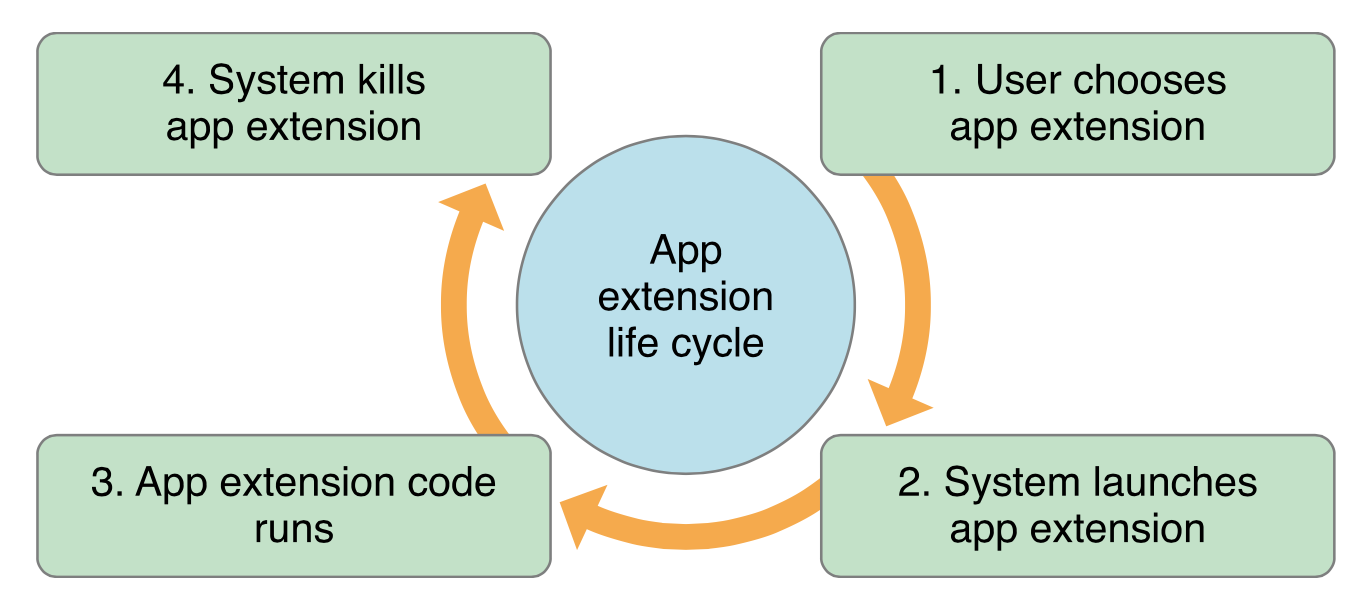 4. System kills
app extension
1. User chooses
app extension
App
extension
life cycle
3. App extension code
runs
2. System launches
app extension